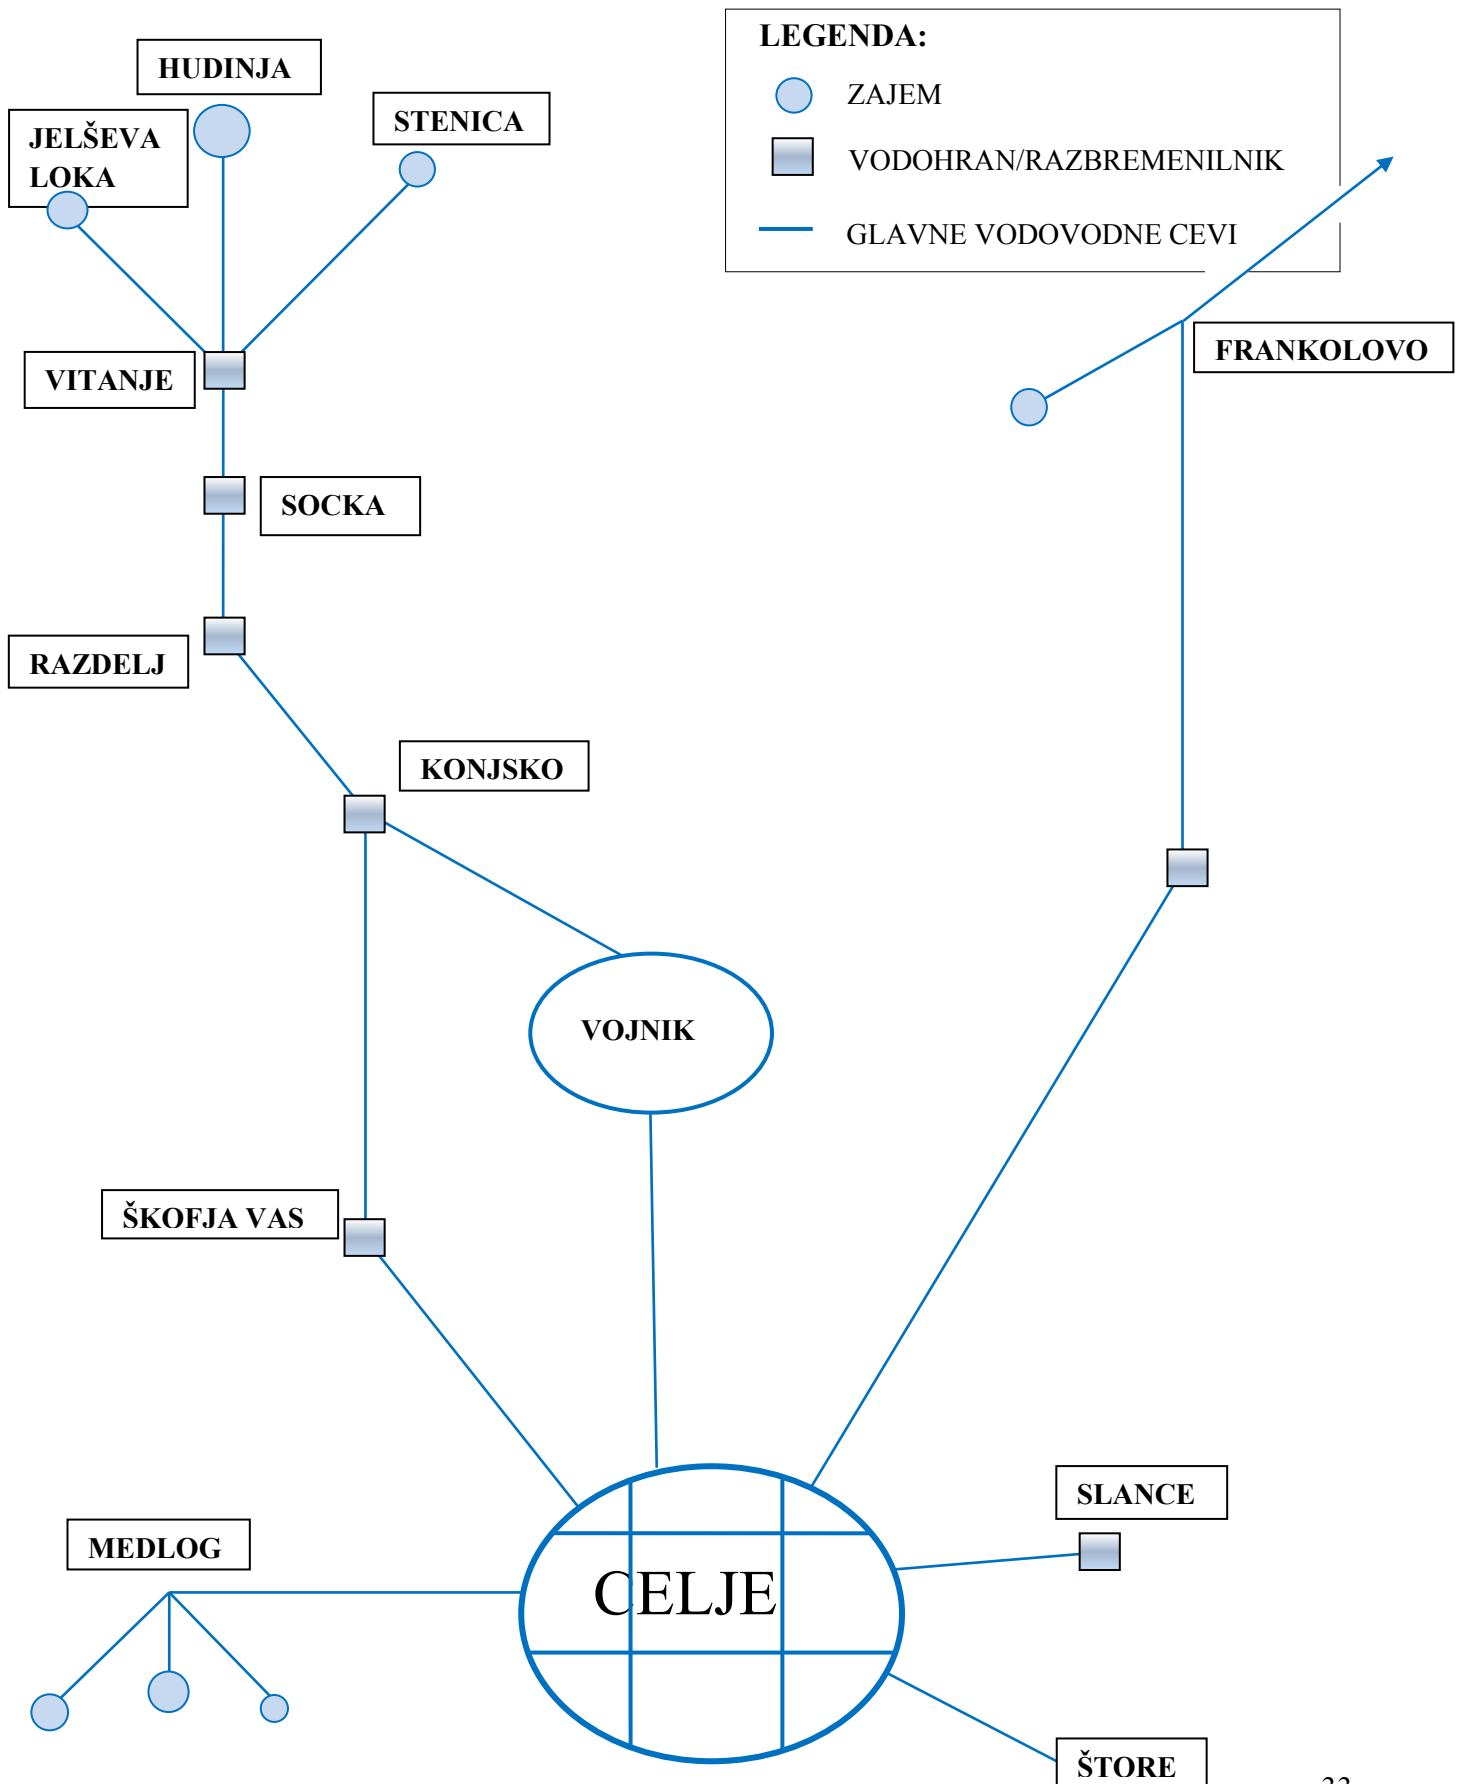 LEGENDA:
ZAJEM
VODOHRAN/RAZBREMENILNIK
GLAVNE VODOVODNE CEVI
HUDINJA
STENICA
JELŠEVA
LOKA
FRANKOLOVO
VITANJE
SOCKA
RAZDELJ
KONJSKO
VOJNIK
ŠKOFJA VAS
SLANCE
MEDLOG
CELJE
ŠTORE